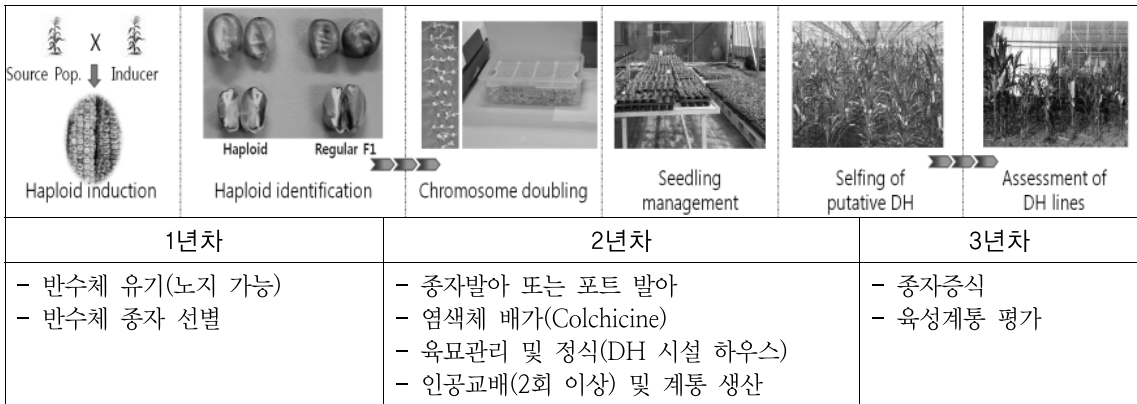 X
Source Pop. Inducer
Haploid induction
Haploid Regular F1
Haploid identification
Chromosome doubling
Seedling
management
Selfing of
putative DH
Assessment of
DH lines
1년차
2년차
3년차
- 반수체 유기(노지 가능)
- 반수체 종자 선별
- 종자발아 또는 포트 발아
- 염색체 배가(Colchicine)
- 육묘관리 및 정식(DH 시설 하우스)
- 인공교배(2회 이상) 및 계통 생산
- 종자증식
- 육성계통 평가